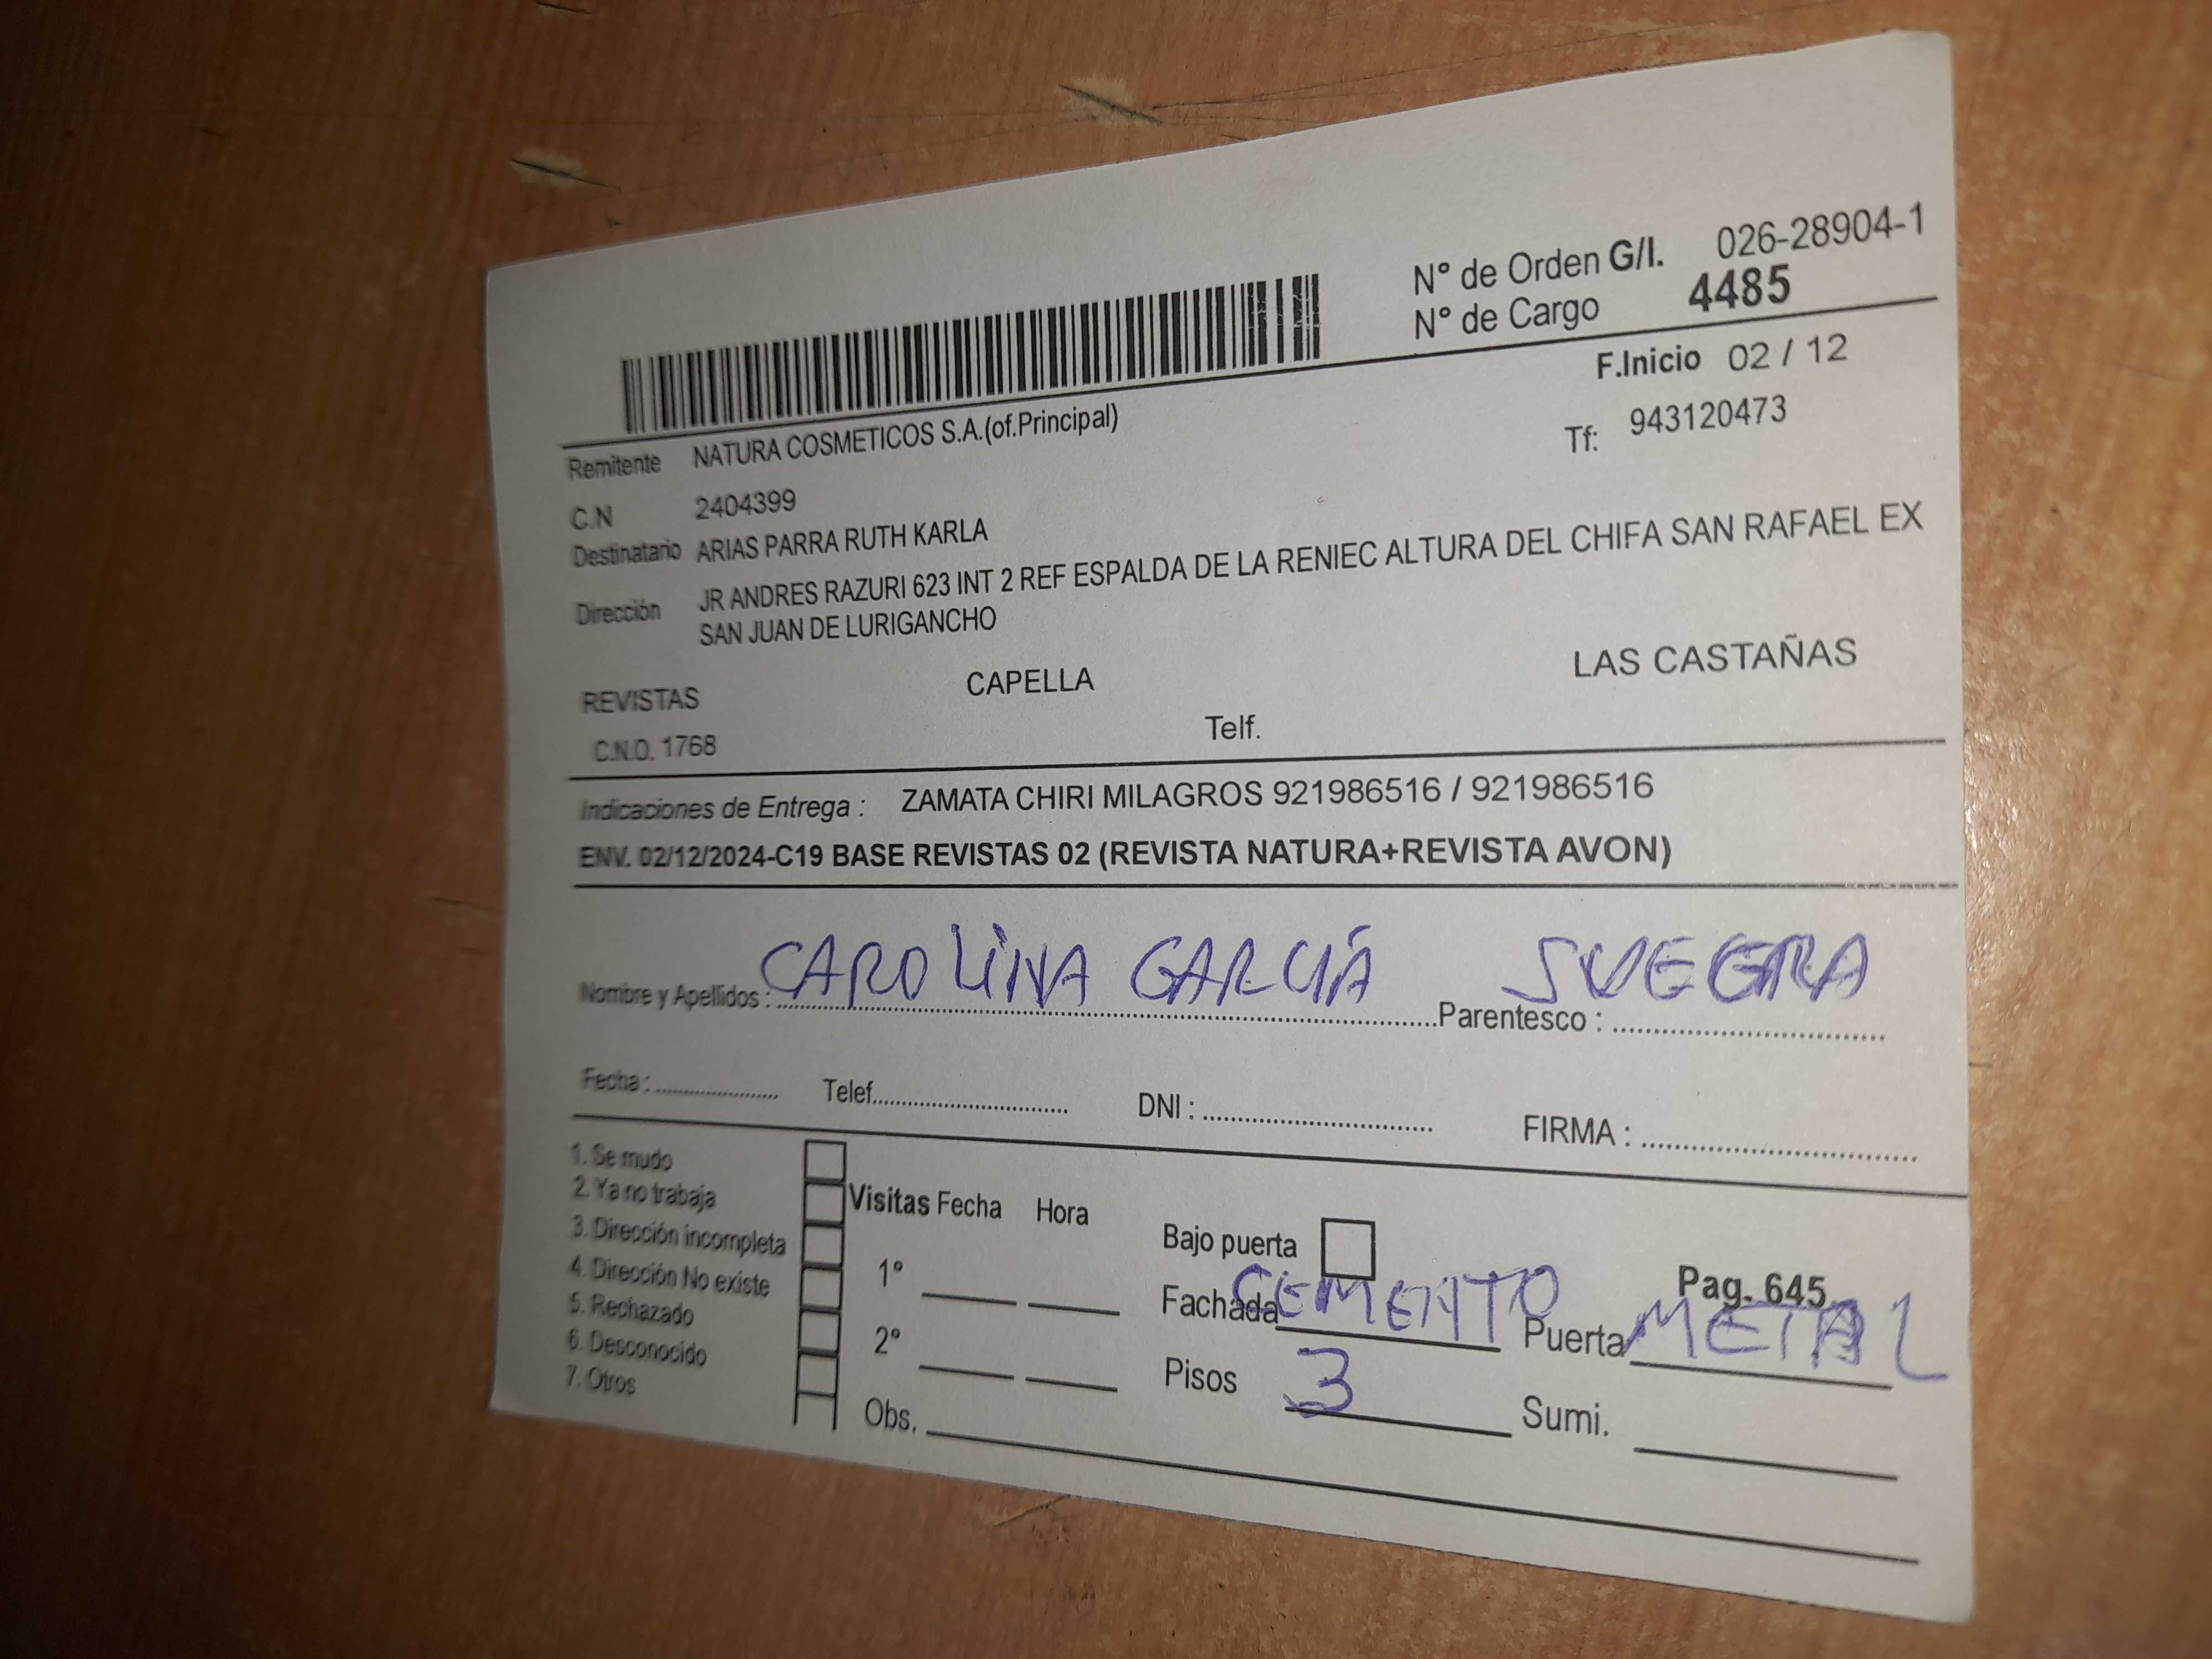 N° de Orden G/I. 026-28904-1
N° de Cargo 4485
F.Inicio 02 / 12
Remitente NATURA COSMETICOS S.A.(of.Principal)
Tf: 943120473
C.N 2404399
Destinatario ARIAS PARRA RUTH KARLA
Dirección JR ANDRES RAZURI 623 INT 2 REF ESPALDA DE LA RENIEC ALTURA DEL CHIFA SAN RAFAEL EX
SAN JUAN DE LURIGANCHO
REVISTAS CAPELLA LAS CASTAÑAS
C.N.O. 1768 Telf.
Indicaciones de Entrega : ZAMATA CHIRI MILAGROS 921986516 / 921986516
ENV. 02/12/2024-C19 BASE REVISTAS 02 (REVISTA NATURA+REVISTA AVON)
Nombre y Apellidos : CAROLINA GARCIA Parentesco : SUEGRA
Fecha : Telef. DNI : FIRMA :
1. Se mudo
2. Ya no trabaja
3. Dirección incompleta
4. Dirección No existe
5. Rechazado
6. Desconocido
7. Otros
Visitas Fecha Hora
1°
2°
Obs.
Bajo puerta
Pag. 645
Fachada CEMENTO Puerta METAL
Pisos 3 Sumi.